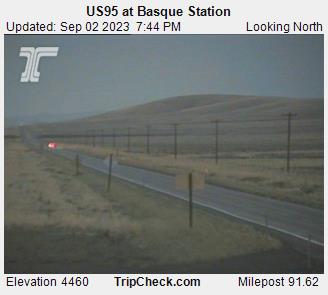 US95 at Basque Station
Updated: Sep 02 2023 7:44 PM Looking North
Elevation 4460 TripCheck.com Milepost 91.62